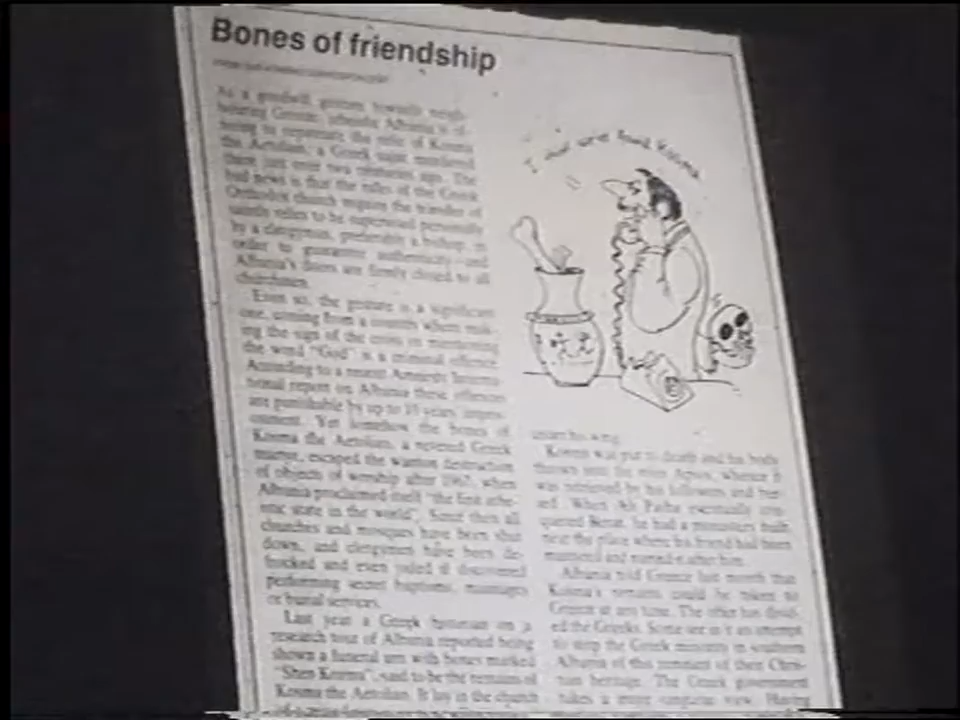 Bones of friendship
As a goodwill gesture towards neigh-
bouring Greece, atheistic Albania is of-
fering to repatriate the relics of Kosma
the Aetolian, a Greek saint martyred
there just over two centuries ago. The
bad news is that the rules of the Greek
Orthodox church require the transfer of
saintly relics to be supervised personally
by a clergyman, preferably a bishop, in
order to guarantee authenticity—and
Albania's doors are firmly closed to all
churchmen.
Even so, the gesture is a significant
one, coming from a country where mak-
ing the sign of the cross or mentioning
the word "God" is a criminal offence.
According to a recent Amnesty Interna-
tional report on Albania these offences
are punishable by up to 10 years impris-
onment. Yet somehow the bones of
Kosma the Aetolian, a revered Greek
martyr, escaped the wanton destruction
of objects of worship after 1967, when
Albania proclaimed itself "the first athe-
istic state in the world". Since then all
churches and mosques have been shut
down, and clergymen have been de-
frocked and even jailed if discovered
performing secret baptisms, marriages
or burial services.
Last year a Greek historian on a
research tour of Albania reported being
shown a funeral urn with bones marked
"Shen Kosma", said to be the remains of
Kosma the Aetolian. It lay in the church
under his wing.
Kosma was put to death and his body
thrown into the river Apsos, whence it
was retrieved by his followers and bur-
ied. When Ali Pasha eventually con-
quered Berat, he had a monastery built
near the place where his friend had been
martyred and named it after him.
Albania told Greece last month that
Kosma's remains could be taken to
Greece at any time. The offer has divid-
ed the Greeks. Some see it as an attempt
to strip the Greek minority in southern
Albania of this remnant of their Chris-
tian heritage. The Greek government
takes a more sanguine view. Having